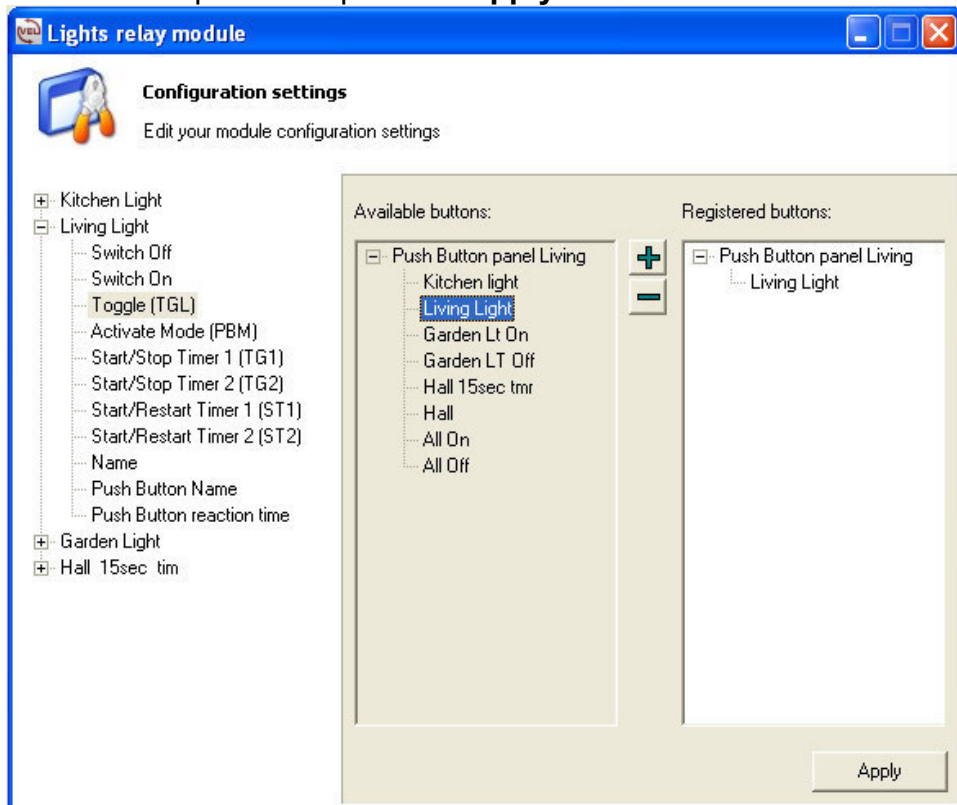 Apply
Lights relay module
Configuration settings
Edit your module configuration settings
Kitchen Light
Living Light
Switch Off
Switch On
Toggle (TGL)
Activate Mode (PBM)
Start/Stop Timer 1 (TG1)
Start/Stop Timer 2 (TG2)
Start/Restart Timer 1 (ST1)
Start/Restart Timer 2 (ST2)
Name
Push Button Name
Push Button reaction time
Garden Light
Hall 15sec tim
Available buttons:
Push Button panel Living
Kitchen light
Living Light
Garden Lt On
Garden LT Off
Hall 15sec tmr
Hall
All On
All Off
Registered buttons:
Push Button panel Living
Living Light
Apply